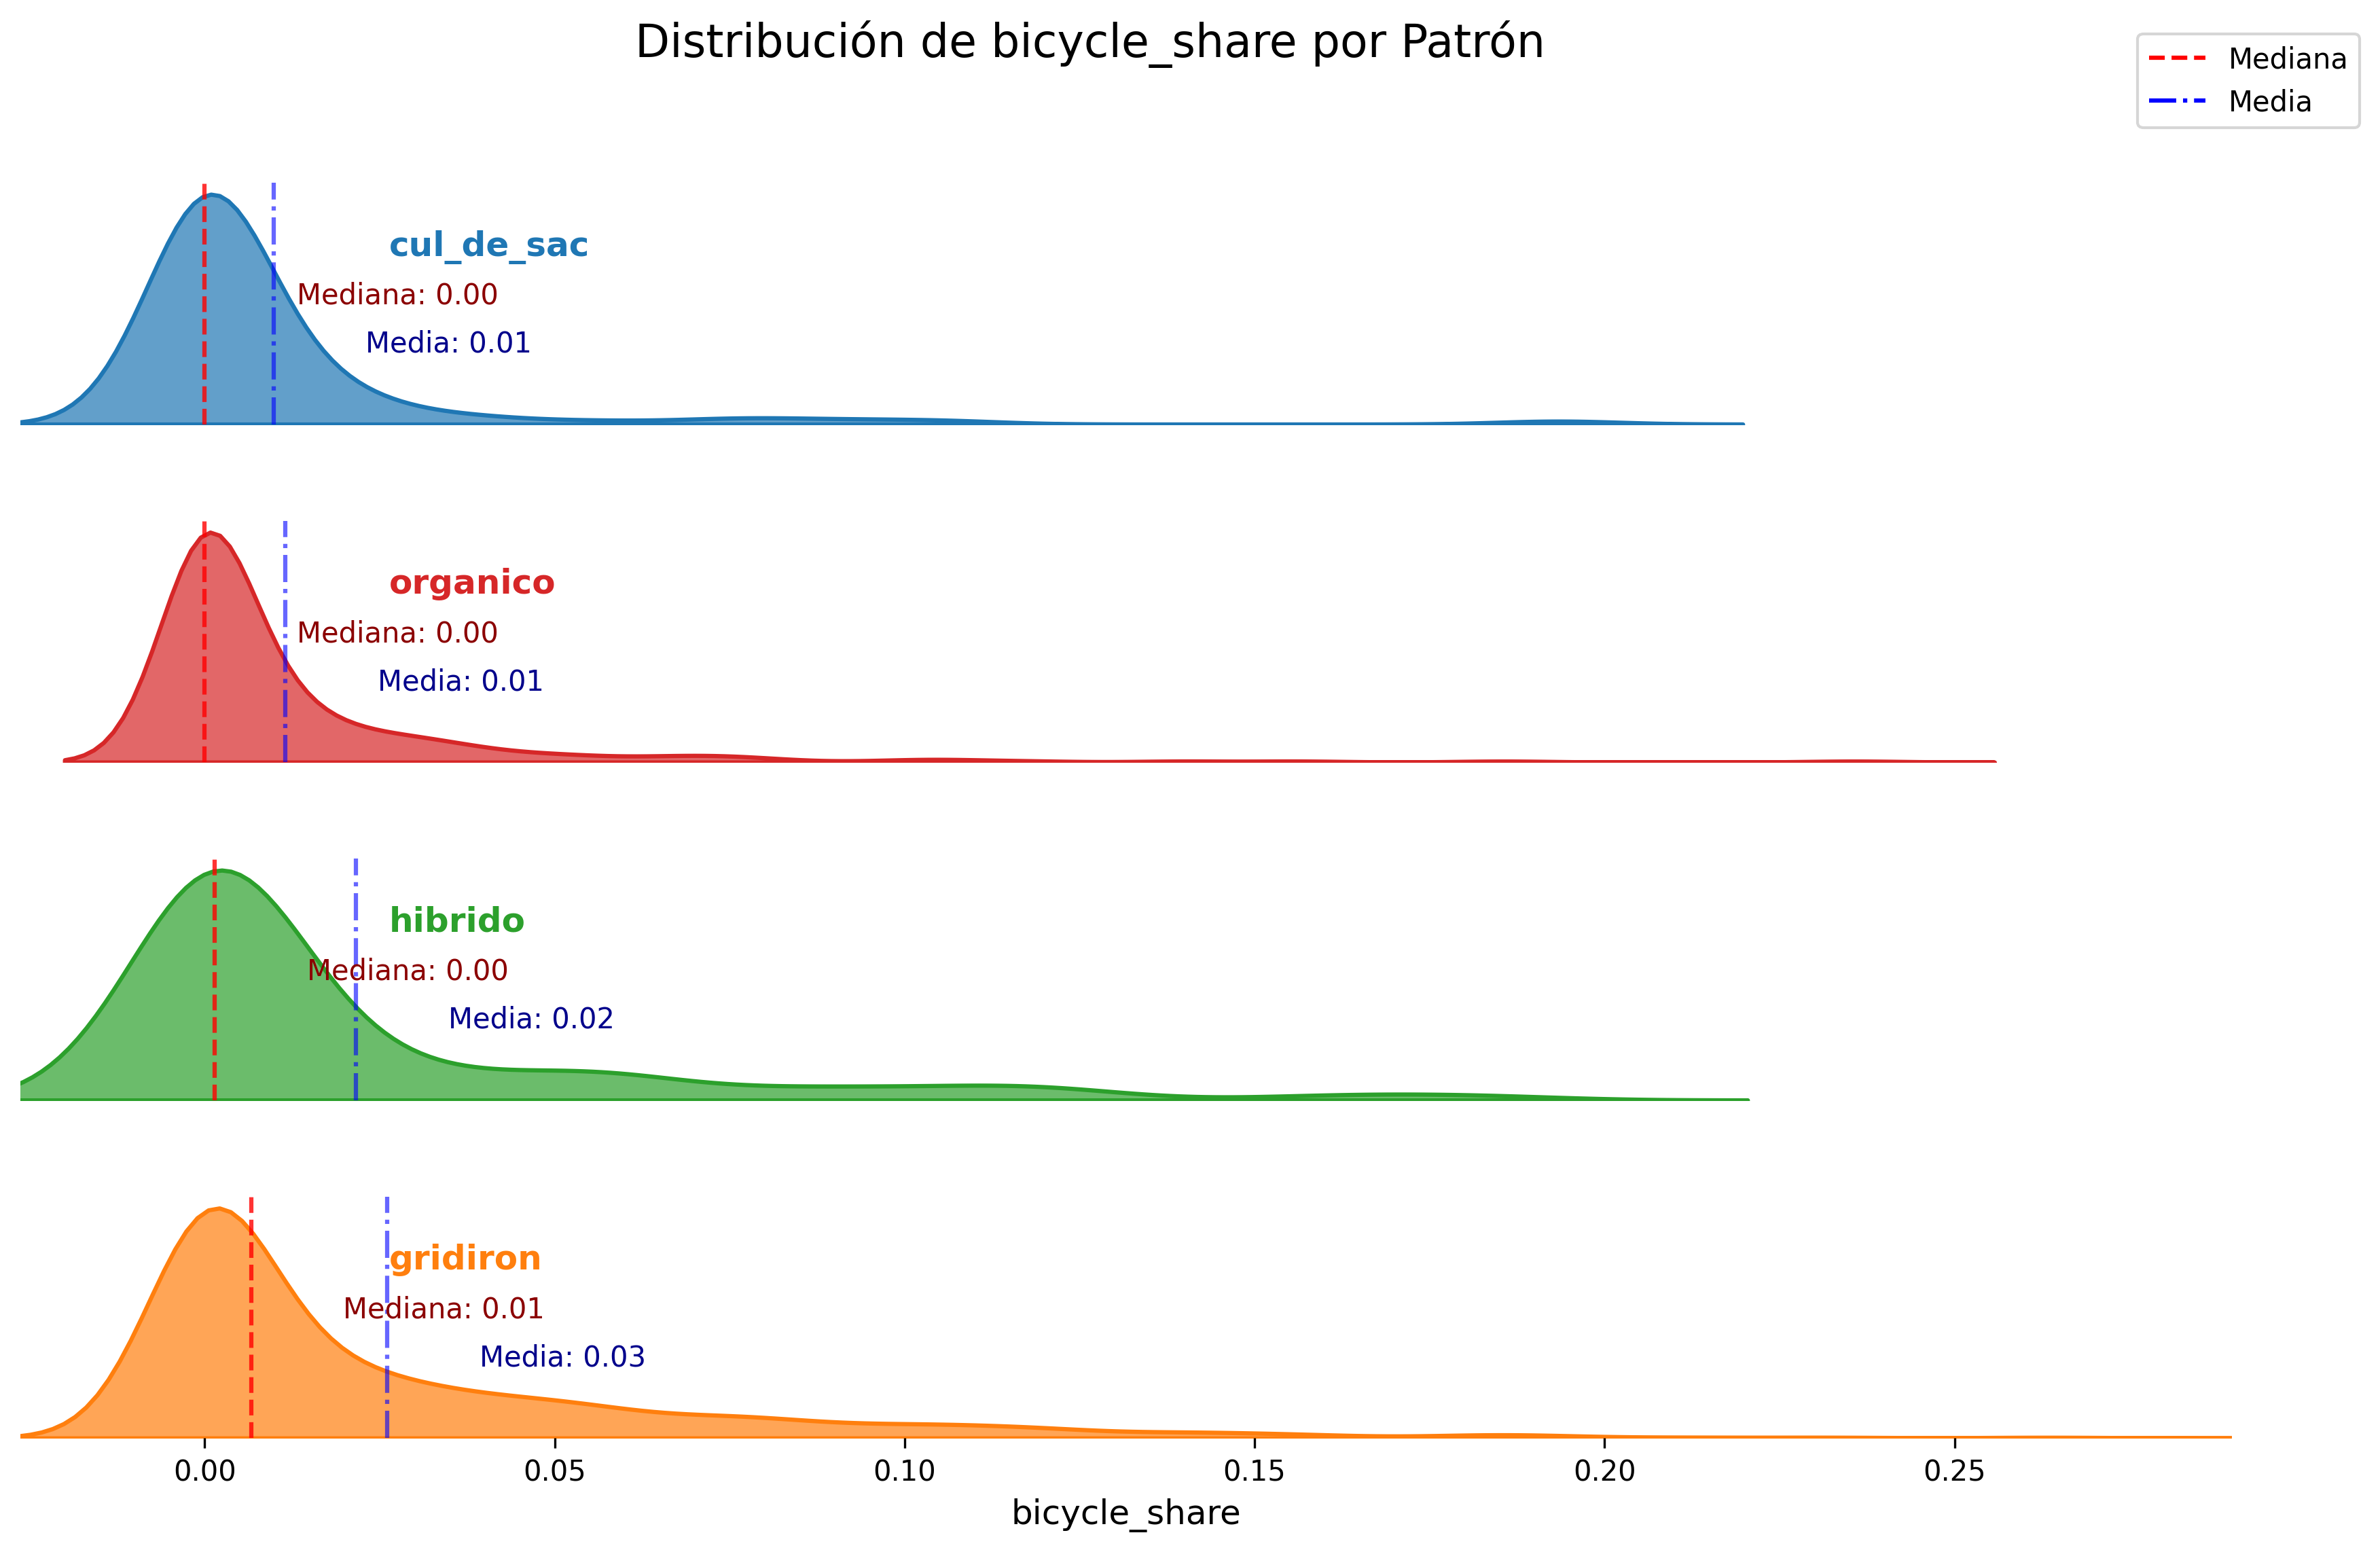 Distribución de bicycle_share por Patrón
Mediana
Media
cul_de_sac
Mediana: 0.00
Media: 0.01
organico
Mediana: 0.00
Media: 0.01
hibrido
Mediana: 0.00
Media: 0.02
gridiron
Mediana: 0.01
Media: 0.03
0.00 0.05 0.10 0.15 0.20 0.25
bicycle_share